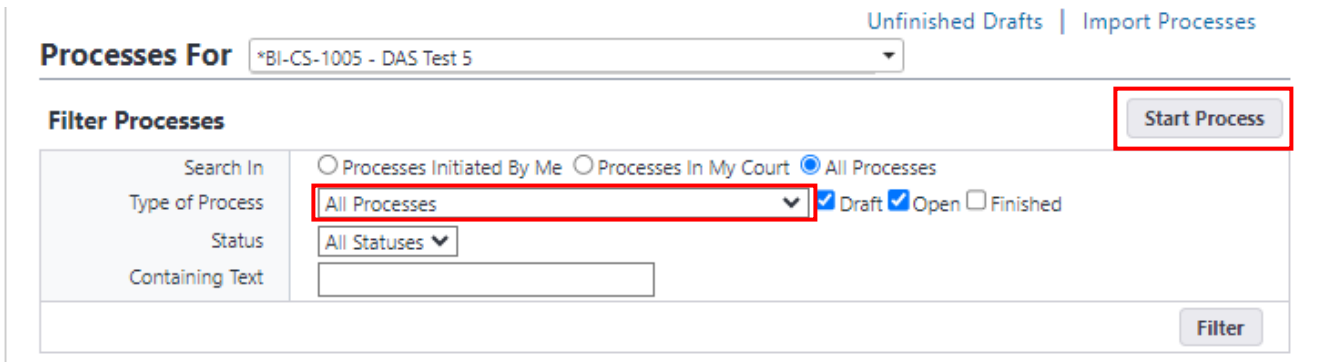 Unfinished Drafts | Import Processes
Processes For *BI-CS-1005 - DAS Test 5
Filter Processes Start Process
Search In Processes Initiated By Me Processes In My Court All Processes
Type of Process All Processes Draft Open Finished
Status All Statuses
Containing Text
Filter